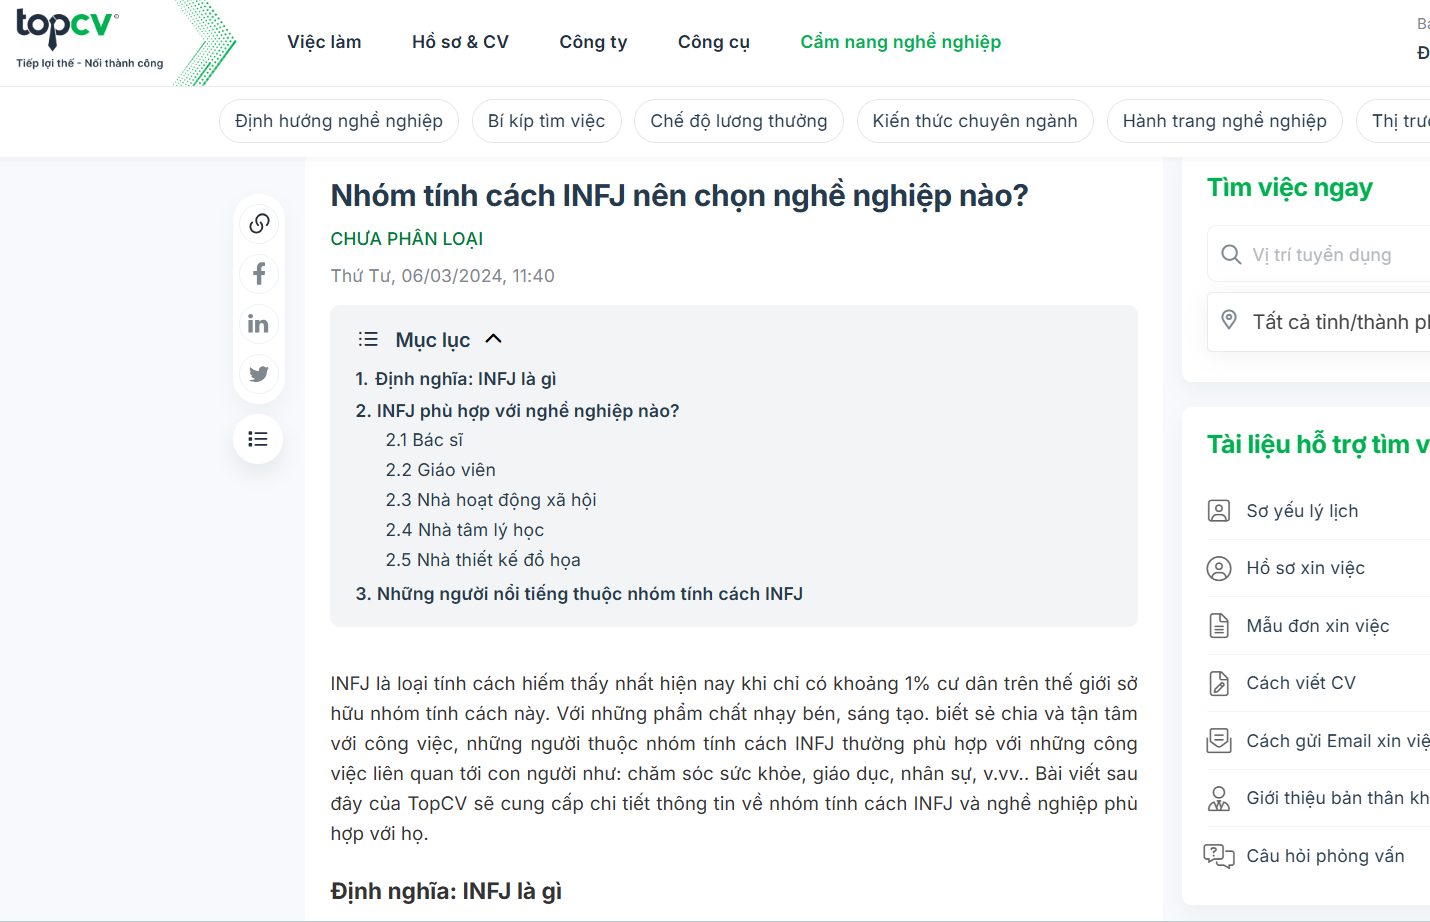 topcv
Tiếp lợi thế - Nối thành công
Việc làm
Hồ sơ & CV
Công ty
Công cụ
Cẩm nang nghề nghiệp
Định hướng nghề nghiệp
Bí kíp tìm việc
Chế độ lương thưởng
Kiến thức chuyên ngành
Hành trang nghề nghiệp
Thị
Nhóm tính cách INFJ nên chọn nghề nghiệp nào?
CHƯA PHÂN LOẠI
Thứ Tư, 06/03/2024, 11:40
Mục lục
1. Định nghĩa: INFJ là gì
2. INFJ phù hợp với nghề nghiệp nào?
2.1 Bác sĩ
2.2 Giáo viên
2.3 Nhà hoạt động xã hội
2.4 Nhà tâm lý học
2.5 Nhà thiết kế đồ họa
3. Những người nổi tiếng thuộc nhóm tính cách INFJ
INFJ là loại tính cách hiếm thấy nhất hiện nay khi chỉ có khoảng 1% cư dân trên thế giới sở
hữu nhóm tính cách này. Với những phẩm chất nhạy bén, sáng tạo. biết sẻ chia và tận tâm
với công việc, những người thuộc nhóm tính cách INFJ thường phù hợp với những công
việc liên quan tới con người như: chăm sóc sức khỏe, giáo dục, nhân sự, v.vv.. Bài viết sau
đây của TopCV sẽ cung cấp chi tiết thông tin về nhóm tính cách INFJ và nghề nghiệp phù
hợp với họ.
Định nghĩa: INFJ là gì
Tìm việc ngay
Vị trí tuyển dụng
Tất cả tỉnh/thành
Tài liệu hỗ trợ tìm
Sơ yếu lý lịch
Hồ sơ xin việc
Mẫu đơn xin việc
Cách viết CV
Cách gửi Email xin
Giới thiệu bản thân
Câu hỏi phỏng vấn